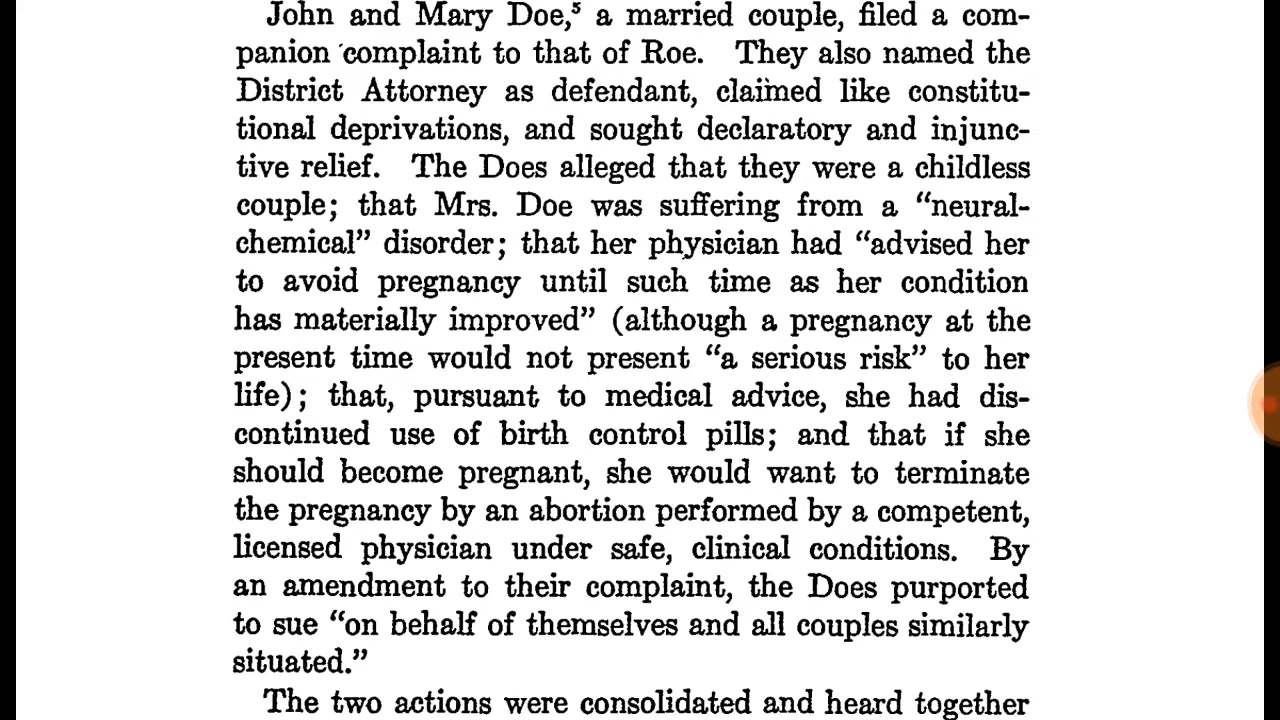 John and Mary Doe,⁵ a married couple, filed a com-
panion complaint to that of Roe. They also named the
District Attorney as defendant, claimed like constitu-
tional deprivations, and sought declaratory and injunc-
tive relief. The Does alleged that they were a childless
couple; that Mrs. Doe was suffering from a “neural-
chemical” disorder; that her physician had “advised her
to avoid pregnancy until such time as her condition
has materially improved” (although a pregnancy at the
present time would not present “a serious risk” to her
life); that, pursuant to medical advice, she had dis-
continued use of birth control pills; and that if she
should become pregnant, she would want to terminate
the pregnancy by an abortion performed by a competent,
licensed physician under safe, clinical conditions. By
an amendment to their complaint, the Does purported
to sue “on behalf of themselves and all couples similarly
situated.”
The two actions were consolidated and heard together